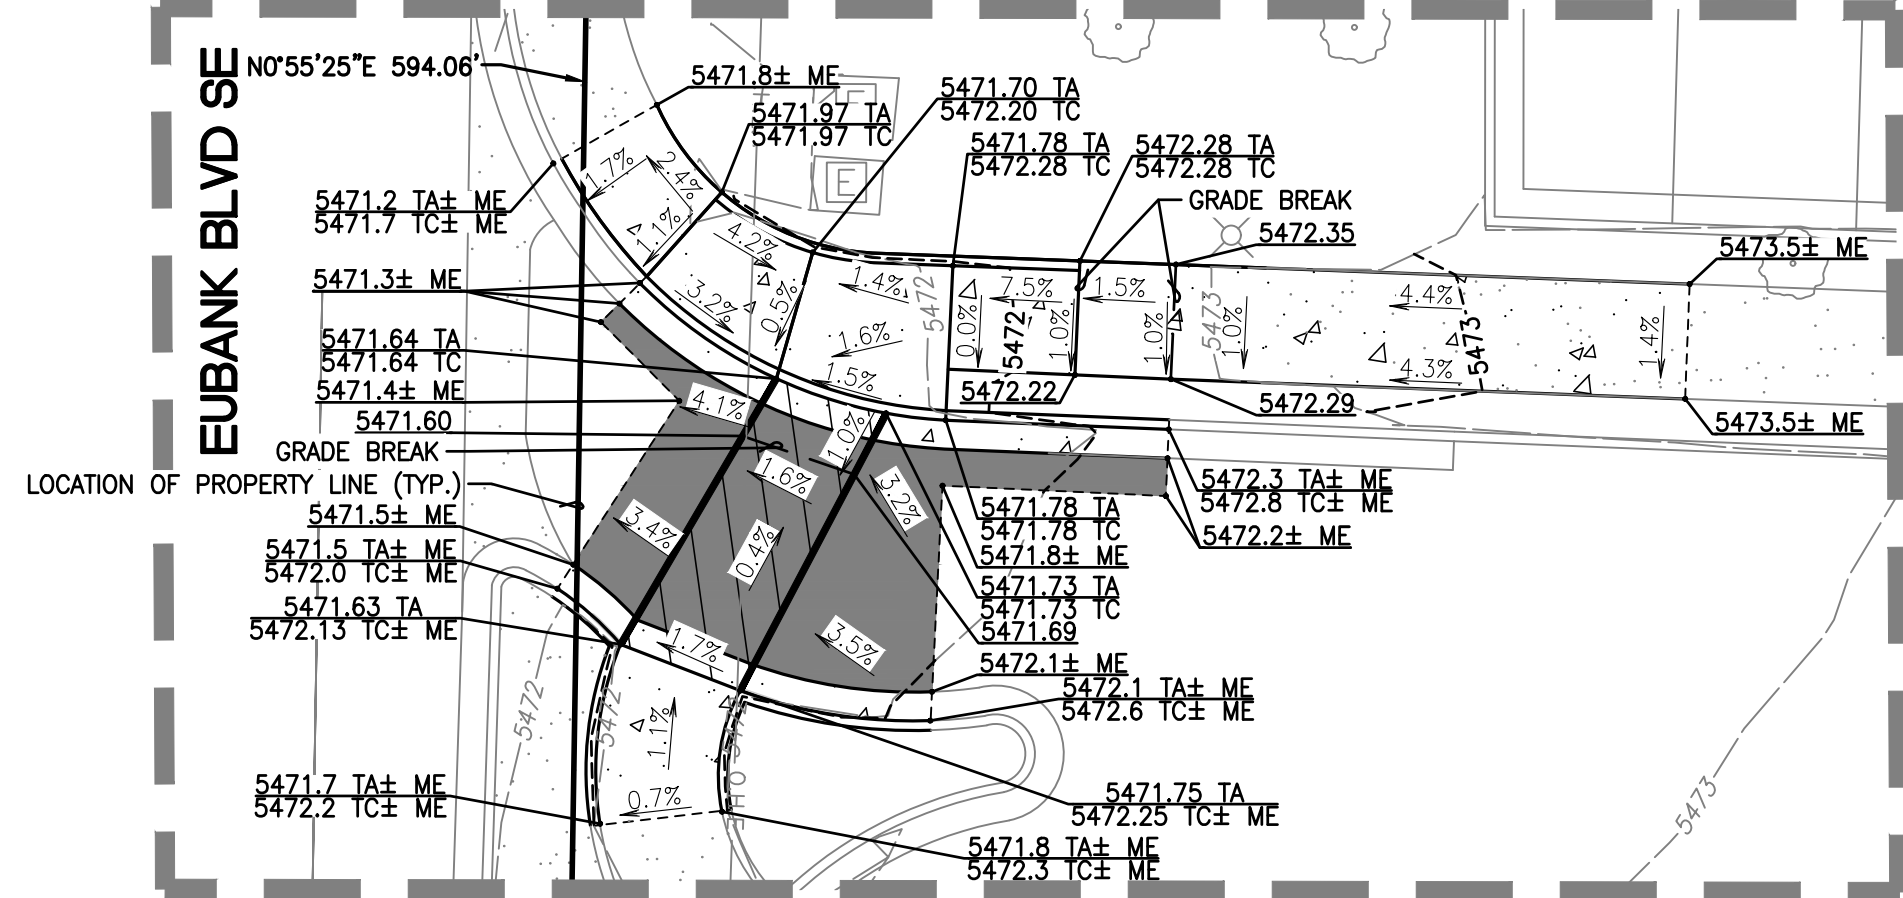 EUBANK BLVD SE
N0°55'25"E 594.06'
5471.8± ME
5471.97 TA
5471.97 TC
5471.70 TA
5472.20 TC
5471.78 TA
5472.28 TC
5472.28 TA
5472.28 TC
GRADE BREAK
5472.35
5473.5± ME
5471.2 TA± ME
5471.7 TC± ME
5471.3± ME
5471.64 TA
5471.64 TC
5471.4± ME
5471.60
GRADE BREAK
LOCATION OF PROPERTY LINE (TYP.)
5471.5± ME
5471.5 TA± ME
5472.0 TC± ME
5471.63 TA
5472.13 TC± ME
5471.7 TA± ME
5472.2 TC± ME
1.7%
2.4%
1.1%
4.2%
3.2%
0.5%
1.4%
1.6%
1.5%
5472
0.0%
7.5%
5472
1.0%
1.5%
1.0%
5473
1.0%
4.4%
4.3%
5473
1.4%
E
E
5472.22
5472.29
5473.5± ME
4.1%
1.0%
1.6%
3.2%
3.4%
0.4%
1.7%
3.5%
5472.3 TA± ME
5472.8 TC± ME
5472.2± ME
5471.78 TA
5471.78 TC
5471.8± ME
5471.73 TA
5471.73 TC
5471.69
5472.1± ME
5472.1 TA± ME
5472.6 TC± ME
5472
5472
1.1%
0.7%
5472
OHE
5471.75 TA
5472.25 TC± ME
5471.8 TA± ME
5472.3 TC± ME
5473